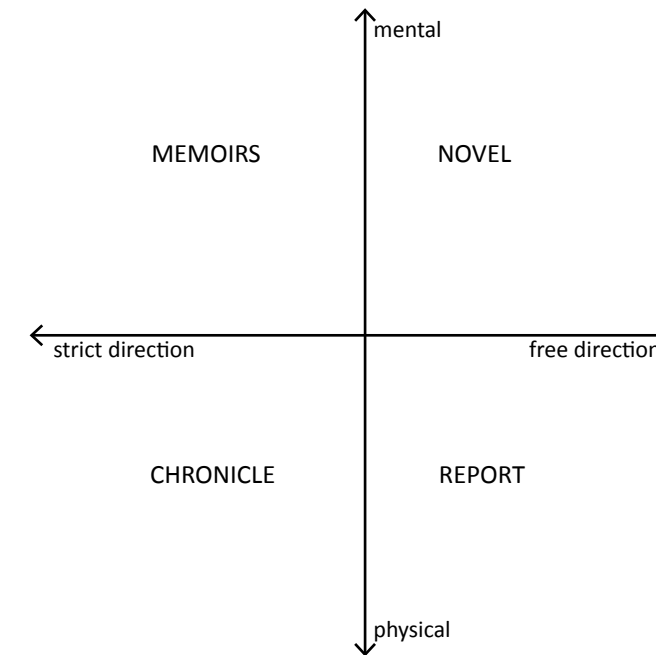 mental
MEMOIRS
NOVEL
strict direction
free direction
CHRONICLE
REPORT
physical